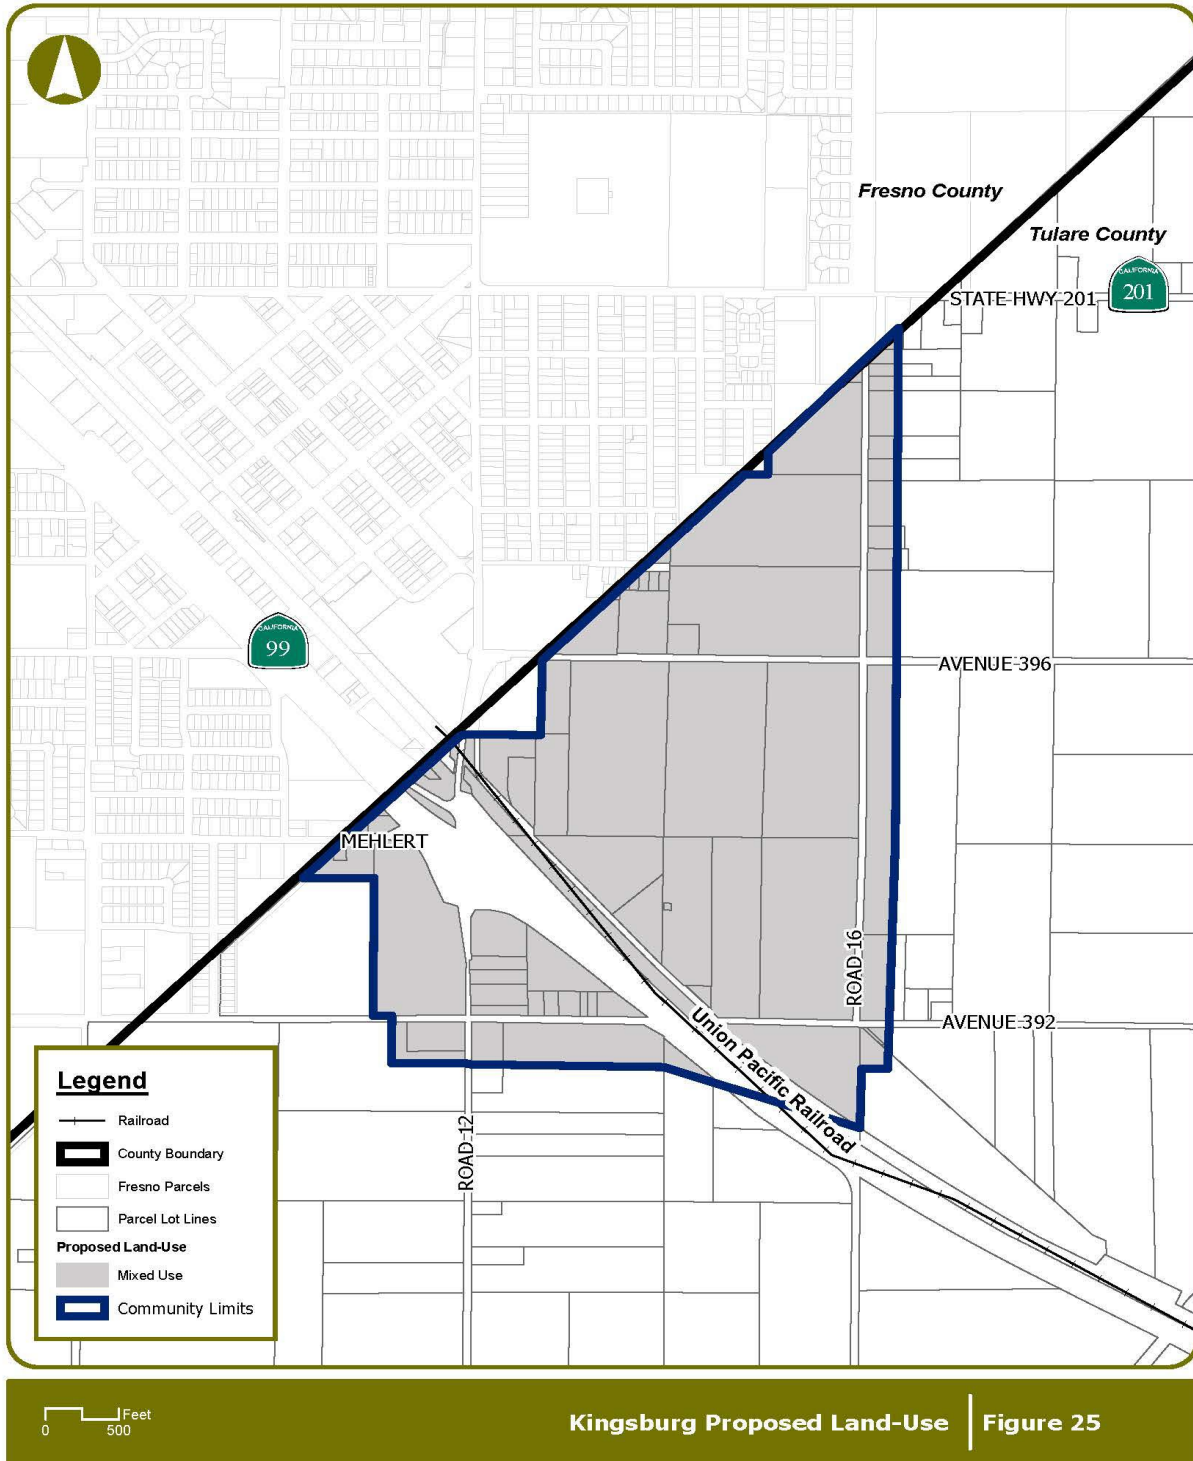 Fresno County
Tulare County
STATE HWY 201
CALIFORNIA
201
CALIFORNIA
99
AVENUE 396
MEHLERT
ROAD 16
AVENUE 392
Union Pacific Railroad
ROAD 12
Legend
Railroad
County Boundary
Fresno Parcels
Parcel Lot Lines
Proposed Land-Use
Mixed Use
Community Limits
Feet
0 500
Kingsburg Proposed Land-Use Figure 25